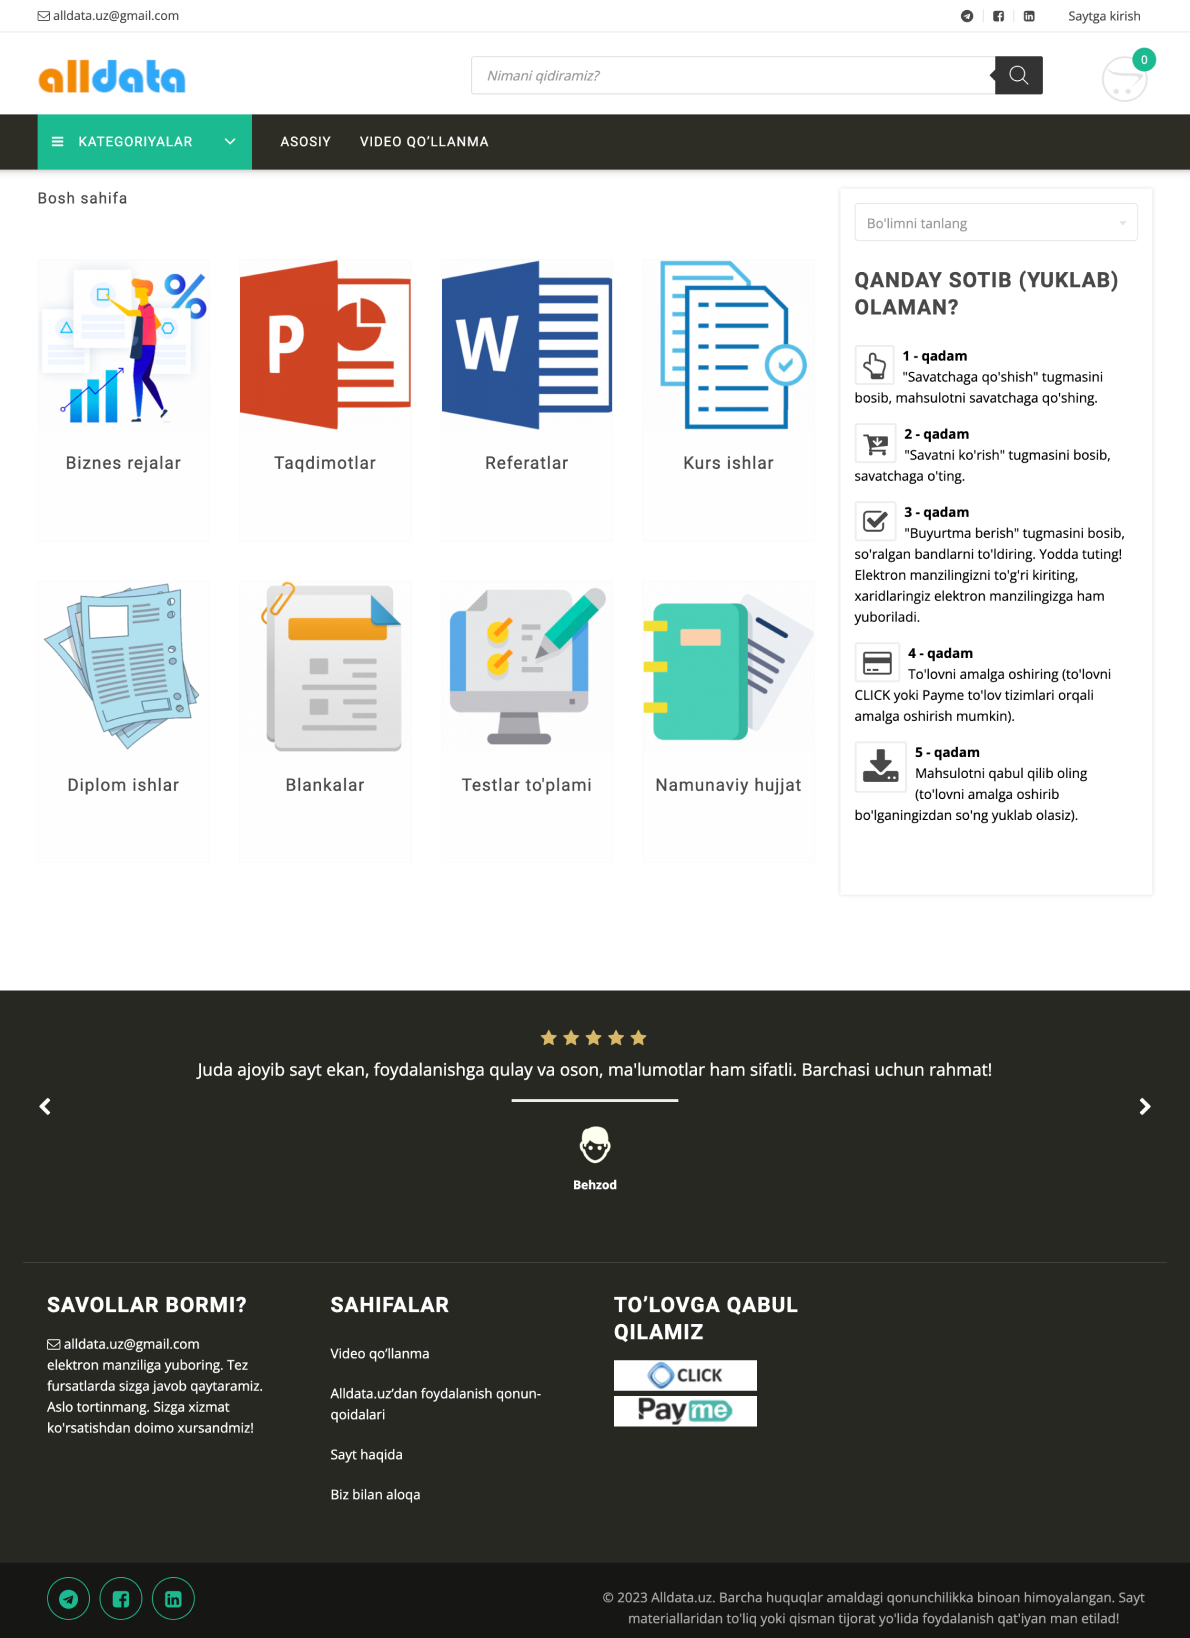 alldata.uz@gmail.com
Saytga kirish
alldata
Nimani qidiramiz?
0
KATEGORIYALAR
ASOSIY
VIDEO QO‘LLANMA
Bosh sahifa
Bo'limni tanlang
P
W
Biznes rejalar
Taqdimotlar
Referatlar
Kurs ishlar
Diplom ishlar
Blankalar
Testlar to'plami
Namunaviy hujjat
QANDAY SOTIB (YUKLAB)
OLAMAN?
1 - qadam
"Savatchaga qo'shish" tugmasini
bosib, mahsulotni savatchaga qo'shing.
2 - qadam
"Savatni ko'rish" tugmasini bosib,
savatchaga o'ting.
3 - qadam
"Buyurtma berish" tugmasini bosib,
so'ralgan bandlarni to'ldiring. Yodda tuting!
Elektron manzilingizni to'g'ri kiriting,
xaridlaringiz elektron manzilingizga ham
yuboriladi.
4 - qadam
To'lovni amalga oshiring (to'lovni
CLICK yoki Payme to'lov tizimlari orqali
amalga oshirish mumkin).
5 - qadam
Mahsulotni qabul qilib oling
(to'lovni amalga oshirib
bo'lganingizdan so'ng yuklab olasiz).
Juda ajoyib sayt ekan, foydalanishga qulay va oson, ma'lumotlar ham sifatli. Barchasi uchun rahmat!
Behzod
SAVOLLAR BORMI?
alldata.uz@gmail.com
elektron manziliga yuboring. Tez
fursatlarda sizga javob qaytaramiz.
Aslo tortinmang. Sizga xizmat
ko'rsatishdan doimo xursandmiz!
SAHIFALAR
Video qo‘llanma
Alldata.uz’dan foydalanish qonun-
qoidalari
Sayt haqida
Biz bilan aloqa
TO’LOVGA QABUL
QILAMIZ
CLICK
Payme
© 2023 Alldata.uz. Barcha huquqlar amaldagi qonunchilikka binoan himoyalangan. Sayt
materiallaridan to'liq yoki qisman tijorat yo'lida foydalanish qat'iyan man etilad!